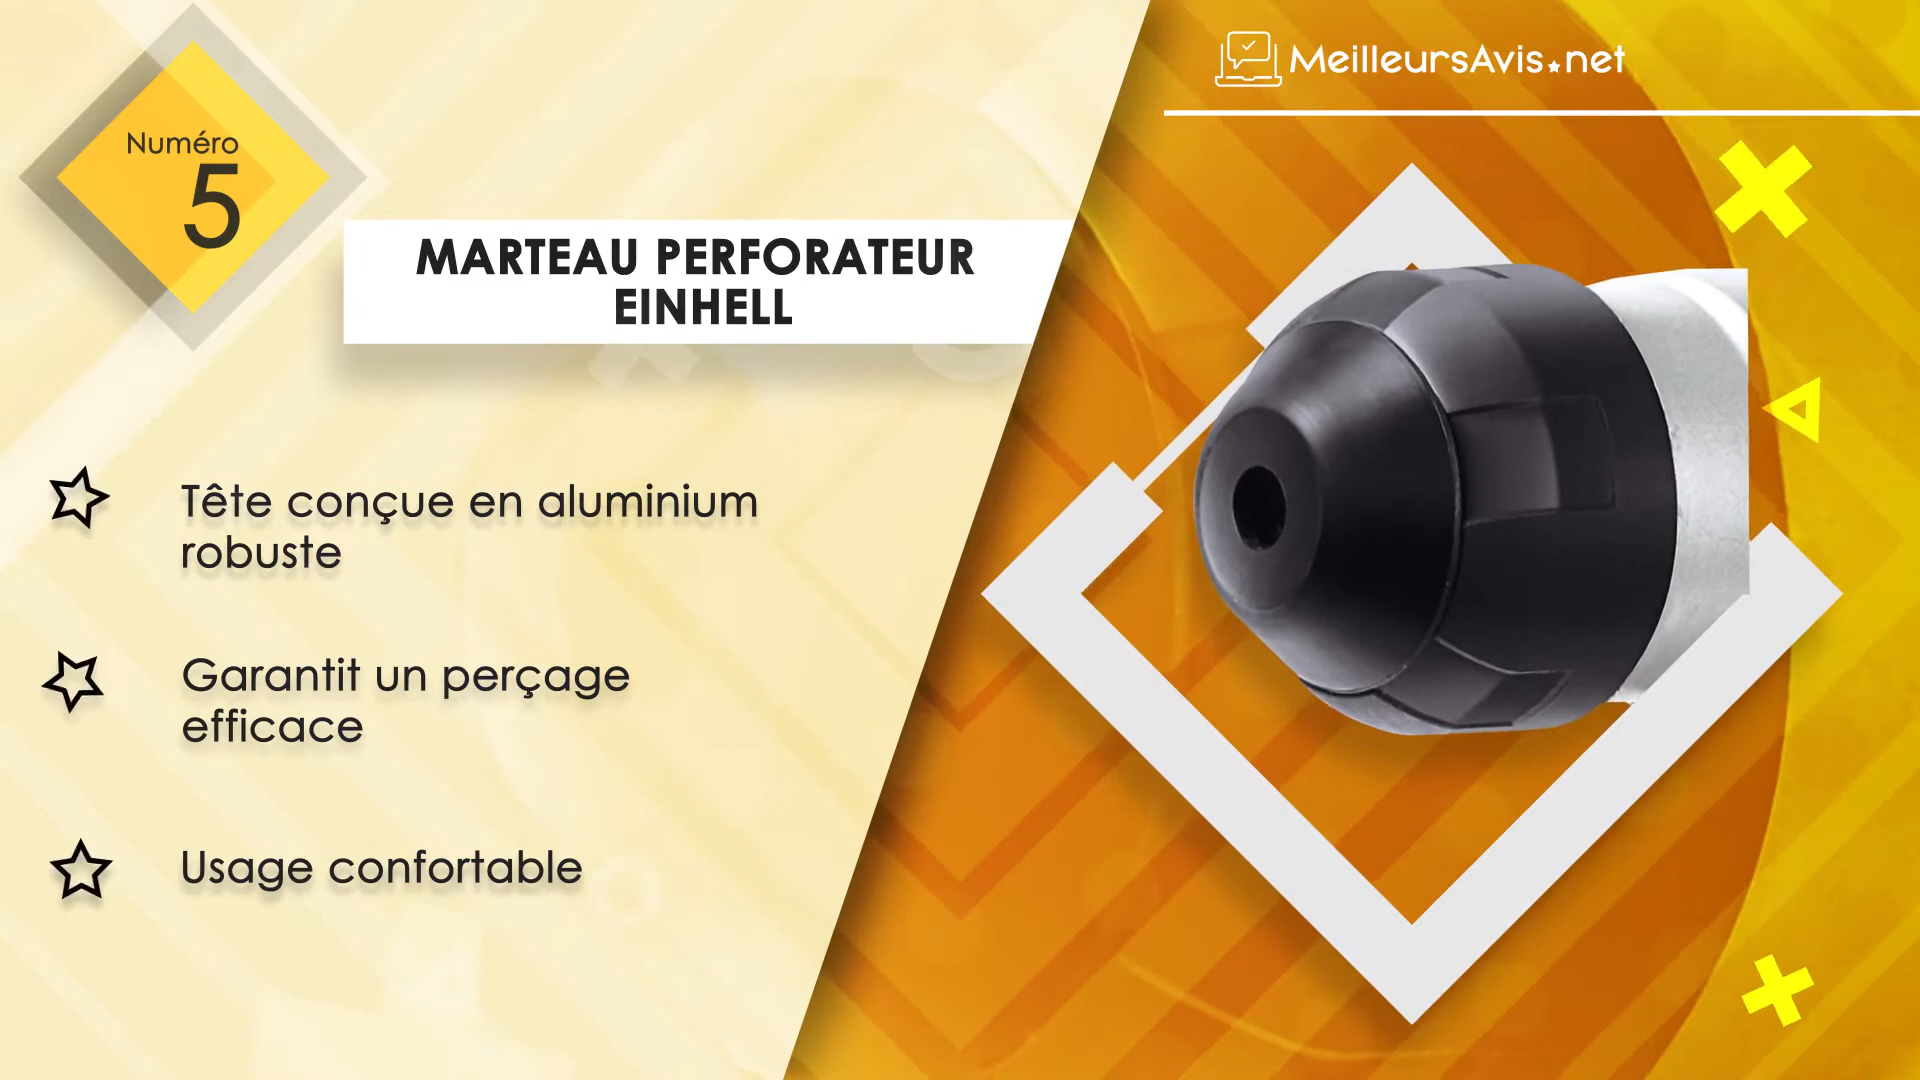 Numéro
5
MeilleursAvis.net
MARTEAU PERFORATEUR
EINHELL
Tête conçue en aluminium
robuste
Garantit un perçage
efficace
Usage confortable